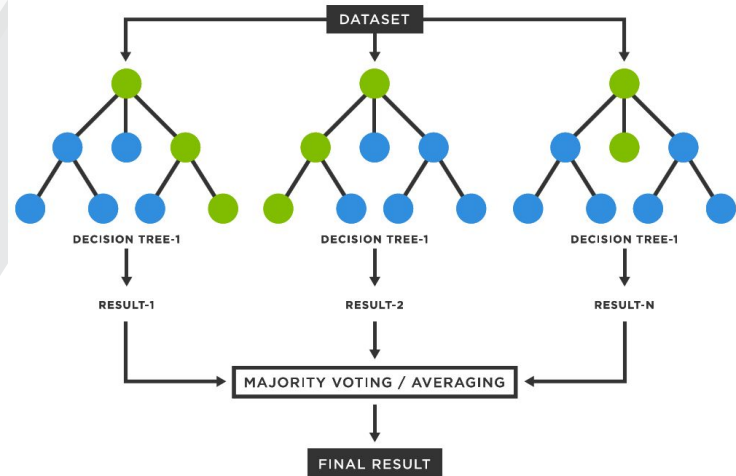 DATASET
DECISION TREE-1
DECISION TREE-1
DECISION TREE-1
RESULT-1
RESULT-2
RESULT-N
MAJORITY VOTING / AVERAGING
FINAL RESULT